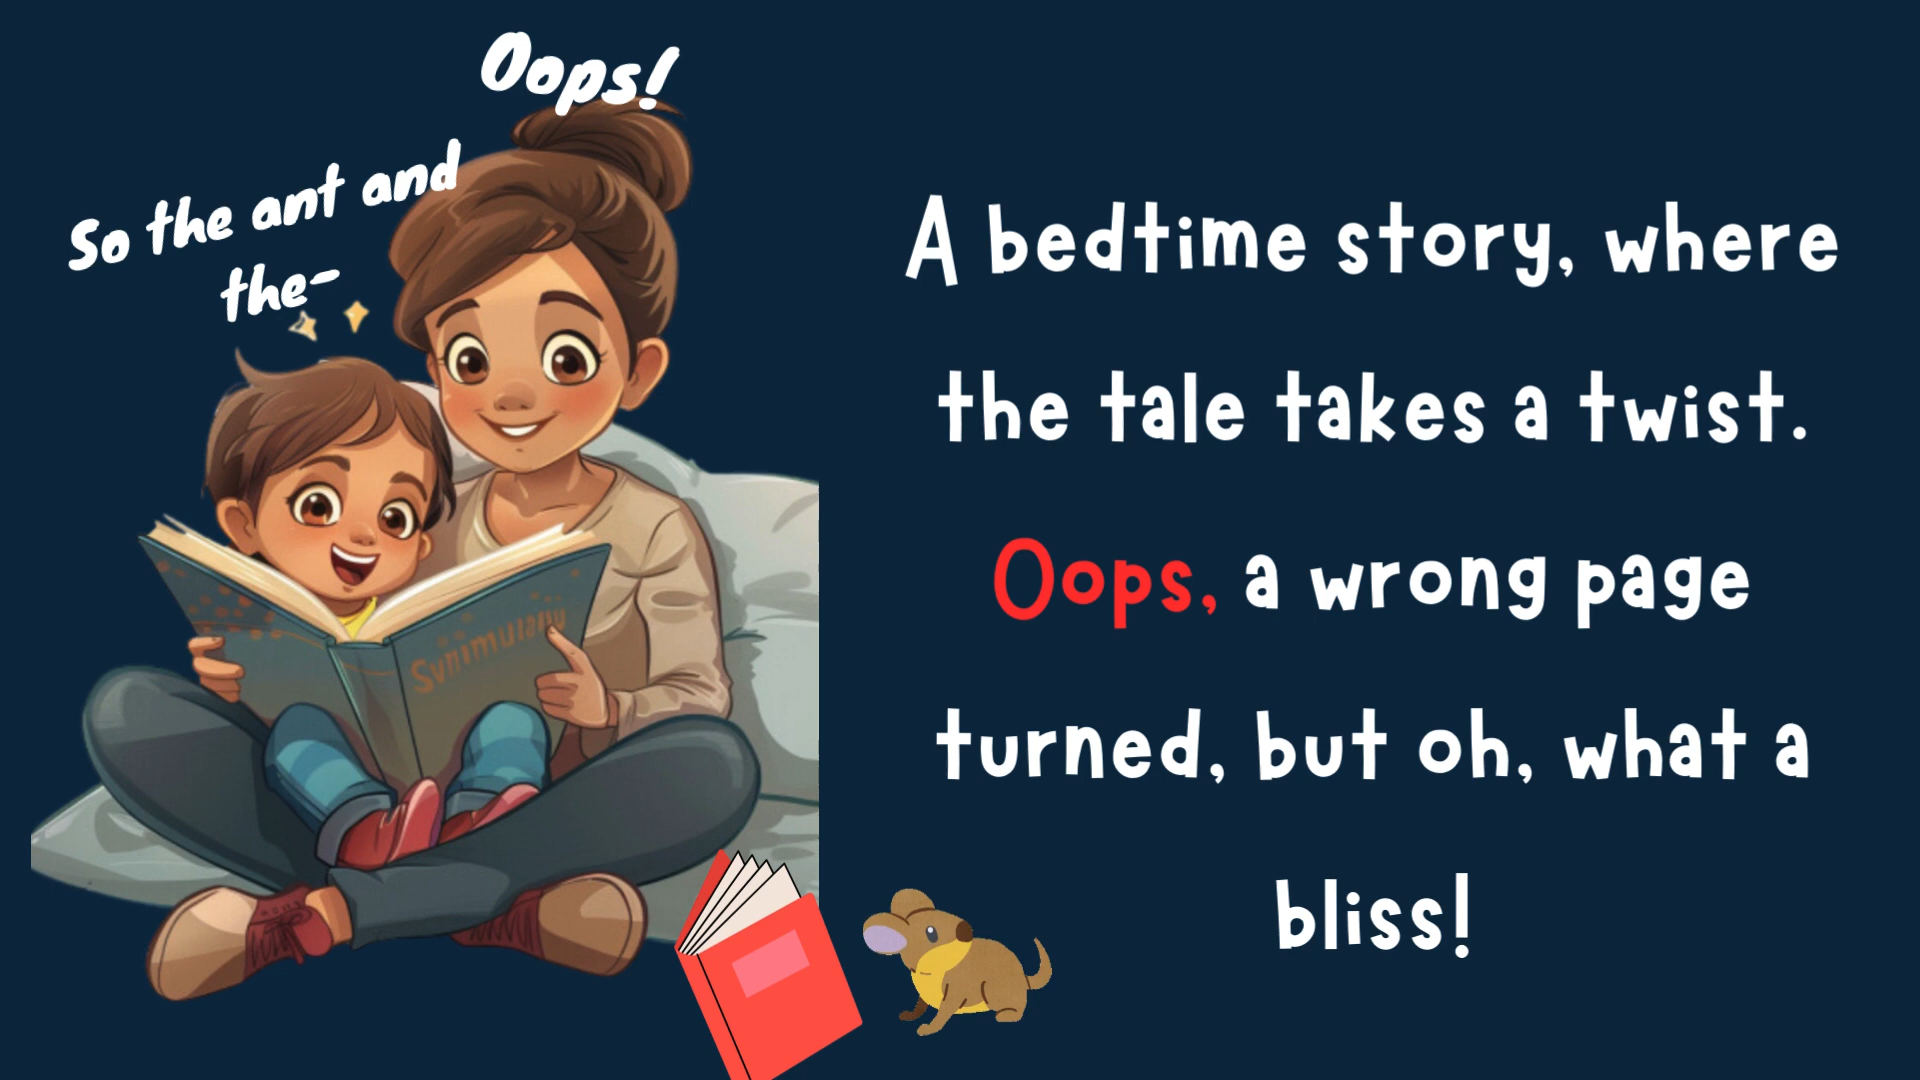 Oops!
So the ant and
the-
A bedtime story, where
the tale takes a twist.
Oops, a wrong page
turned, but oh, what a
bliss!